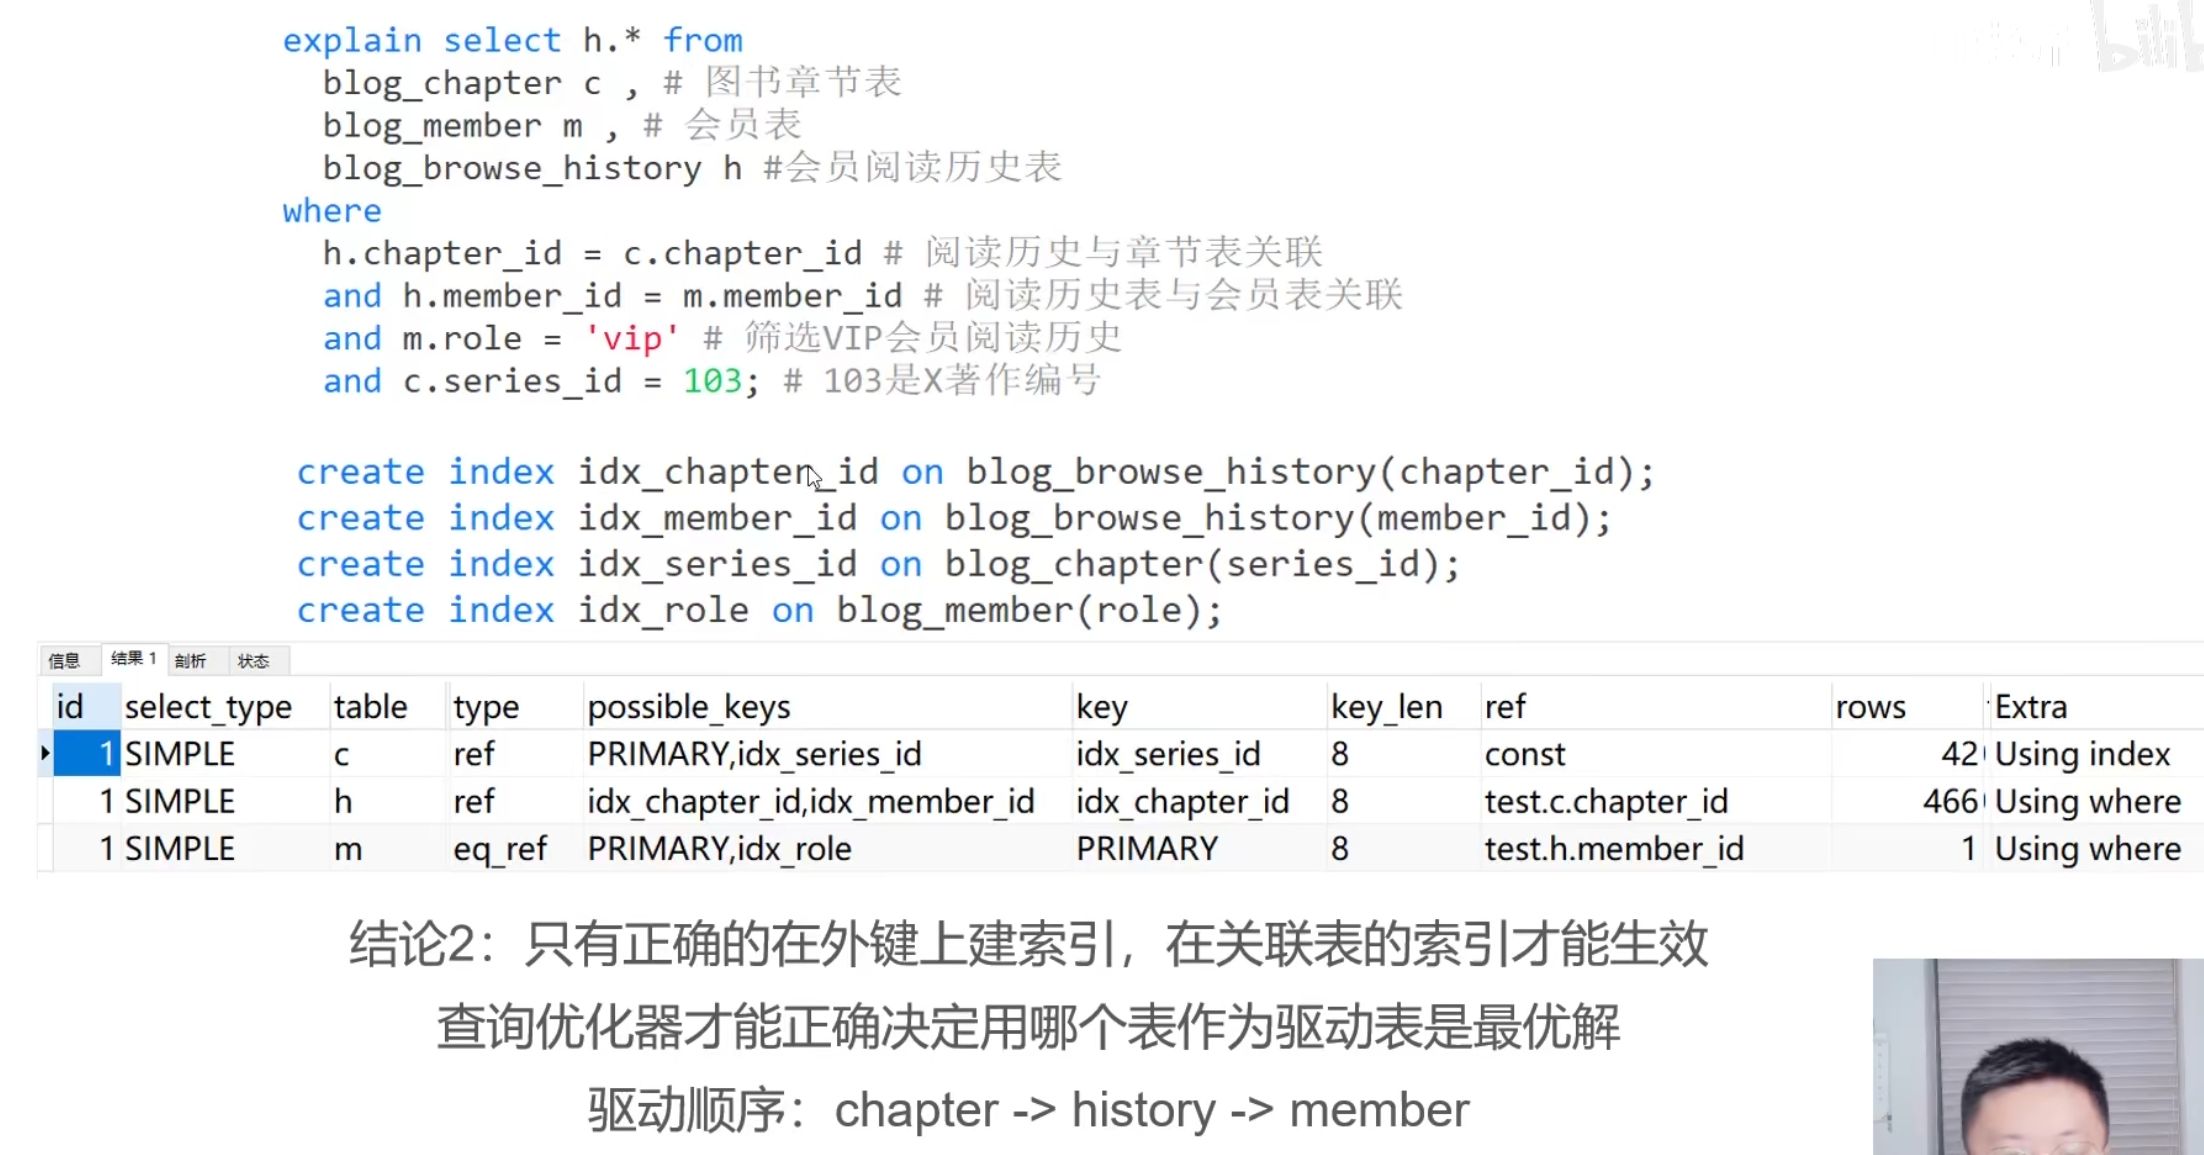 explain select h.* from
blog_chapter c , # 图书章节表
blog_member m , # 会员表
blog_browse_history h #会员阅读历史表
where
h.chapter_id = c.chapter_id # 阅读历史与章节表关联
and h.member_id = m.member_id # 阅读历史表与会员表关联
and m.role = 'vip' # 筛选VIP会员阅读历史
and c.series_id = 103; # 103是X著作编号
create index idx_chapter_id on blog_browse_history(chapter_id);
create index idx_member_id on blog_browse_history(member_id);
create index idx_series_id on blog_chapter(series_id);
create index idx_role on blog_member(role);
信息 结果 1 剖析 状态
id select_type table type possible_keys key key_len ref rows Extra
1 SIMPLE c ref PRIMARY,idx_series_id idx_series_id 8 const 42 Using index
1 SIMPLE h ref idx_chapter_id,idx_member_id idx_chapter_id 8 test.c.chapter_id 466 Using where
1 SIMPLE m eq_ref PRIMARY,idx_role PRIMARY 8 test.h.member_id 1 Using where
结论2：只有正确的在外键上建索引，在关联表的索引才能生效
查询优化器才能正确决定用哪个表作为驱动表是最优解
驱动顺序：chapter -> history -> member